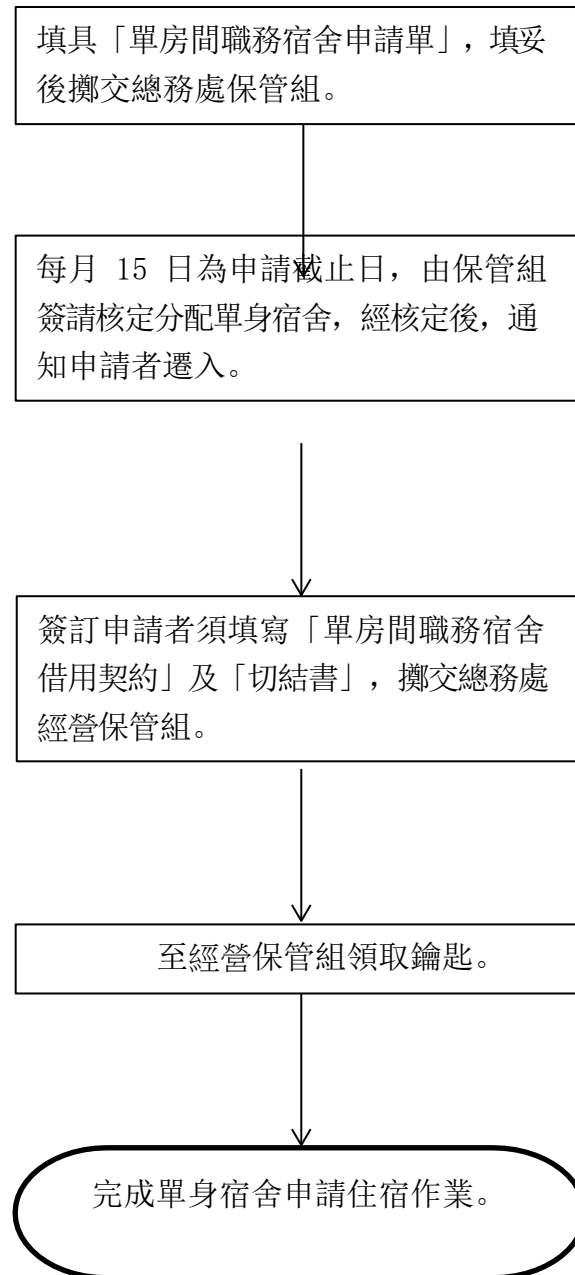 填具「單房間職務宿舍申請單」，填妥
後擲交總務處保管組。
每月 15 日為申請截止日，由保管組
簽請核定分配單身宿舍，經核定後，通
知申請者遷入。
簽訂申請者須填寫「單房間職務宿舍
借用契約」及「切結書」，擲交總務處
經營保管組。
至經營保管組領取鑰匙。
完成單身宿舍申請住宿作業。